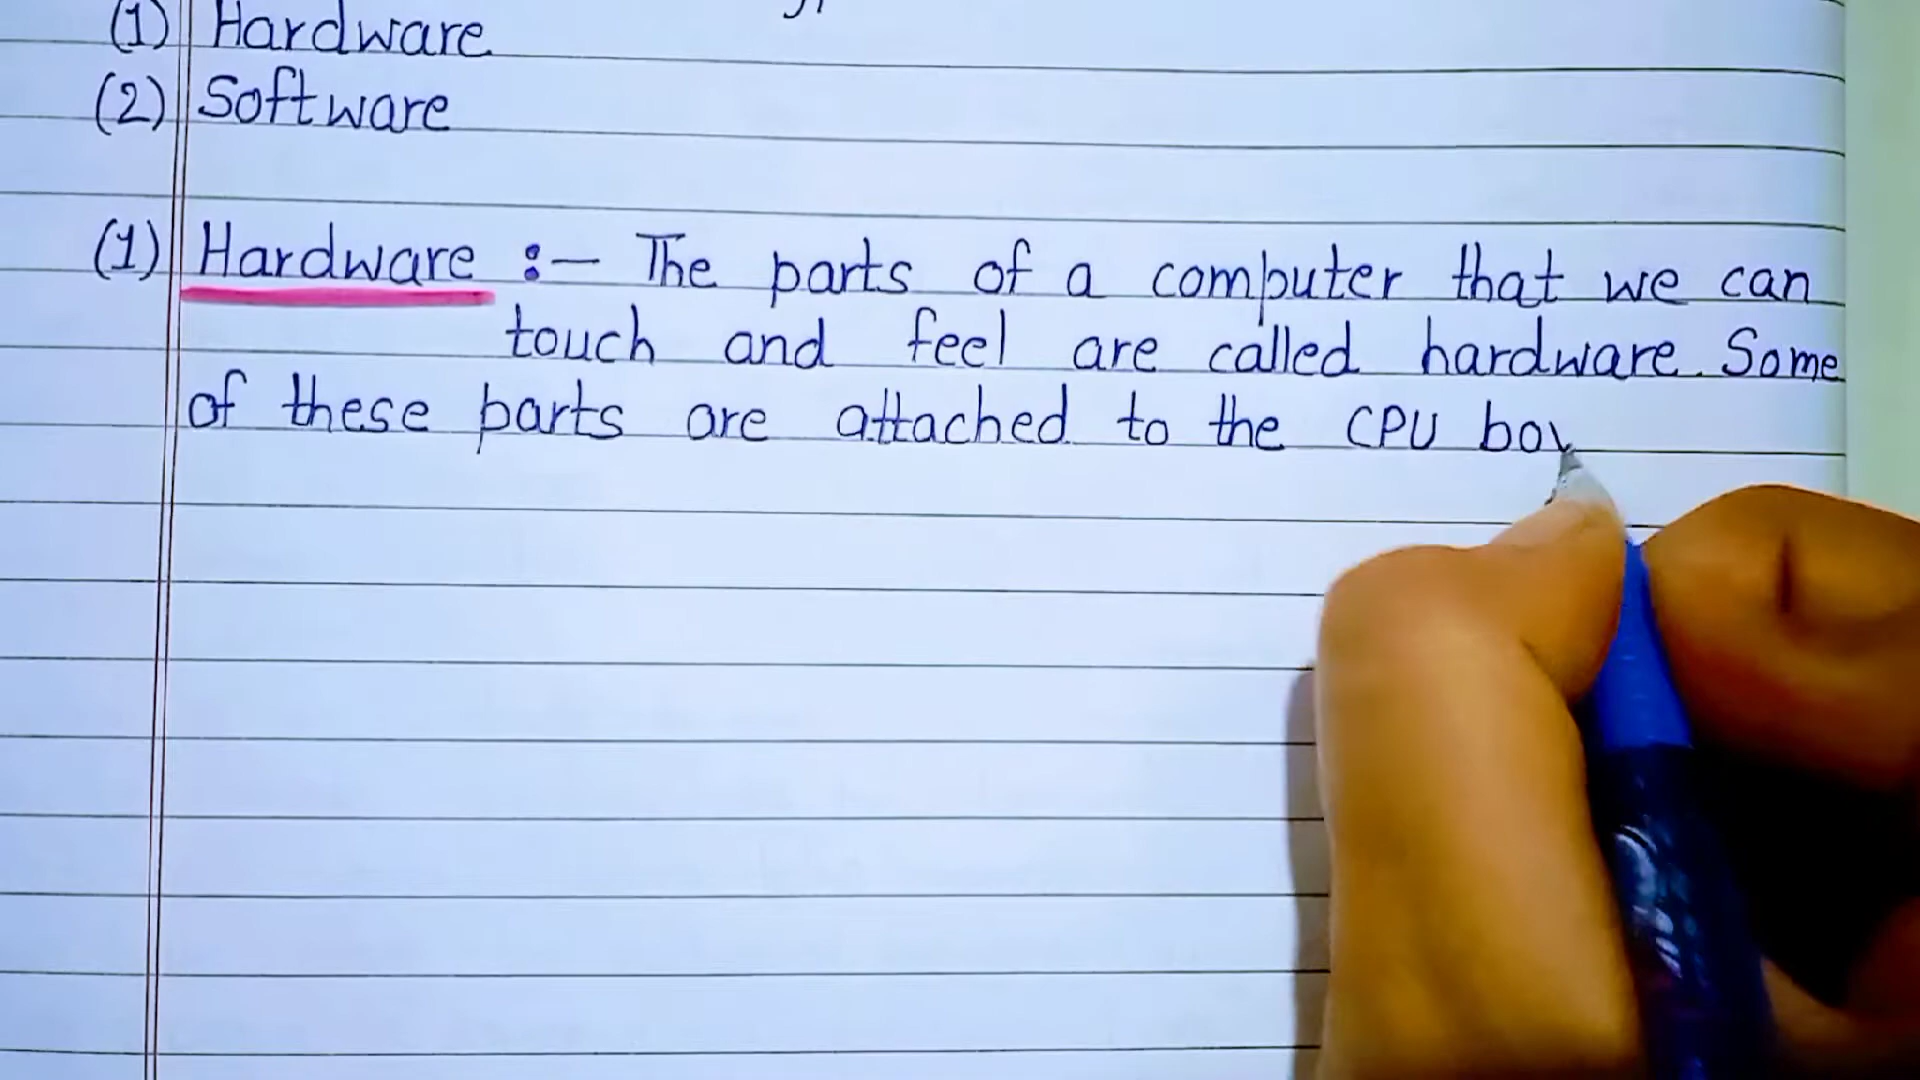 (1) Hardware
(2) Software
(1) Hardware :- The parts of a computer that we can
touch and feel are called hardware. Some
of these parts are attached to the CPU